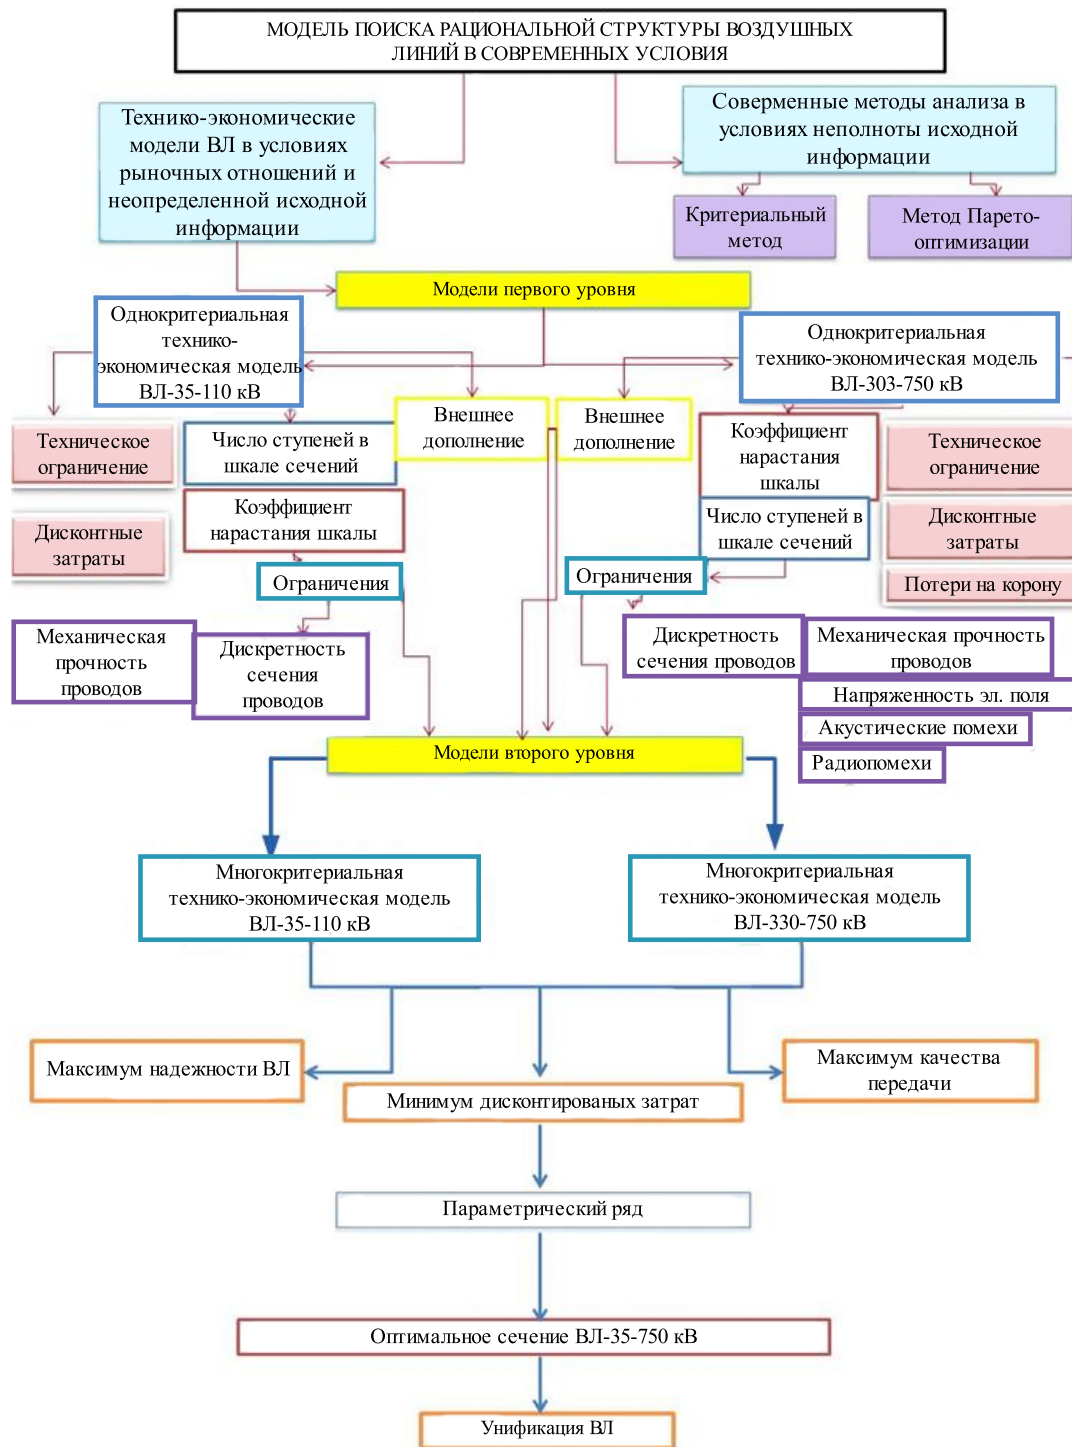 МОДЕЛЬ ПОИСКА РАЦИОНАЛЬНОЙ СТРУКТУРЫ ВОЗДУШНЫХ
ЛИНИЙ В СОВРЕМЕННЫХ УСЛОВИЯ
Технико-экономические
модели ВЛ в условиях
рыночных отношений и
неопределенной исходной
информации
Соверменные методы анализа в
условиях неполноты исходной
информации
Критериальный
метод
Метод Парето-
оптимизации
Модели первого уровня
Однокритериальная
технико-
экономическая модель
ВЛ-35-110 кВ
Однокритериальная
технико-экономическая модель
ВЛ-303-750 кВ
Техническое
ограничение
Число ступеней в
шкале сечений
Внешнее
дополнение
Внешнее
дополнение
Коэффициент
нарастания
шкалы
Техническое
ограничение
Дисконтные
затраты
Коэффициент
нарастания шкалы
Число ступеней в
шкале сечений
Дисконтные
затраты
Ограничения
Ограничения
Потери на корону
Механическая
прочность
проводов
Дискретность
сечения
проводов
Дискретность
сечения проводов
Механическая прочность
проводов
Напряженность эл. поля
Акустические помехи
Радиопомехи
Модели второго уровня
Многокритериальная
технико-экономическая модель
ВЛ-35-110 кВ
Многокритериальная
технико-экономическая модель
ВЛ-330-750 кВ
Максимум надежности ВЛ
Максимум качества
передачи
Минимум дисконтированых затрат
Параметрический ряд
Оптимальное сечение ВЛ-35-750 кВ
Унификация ВЛ